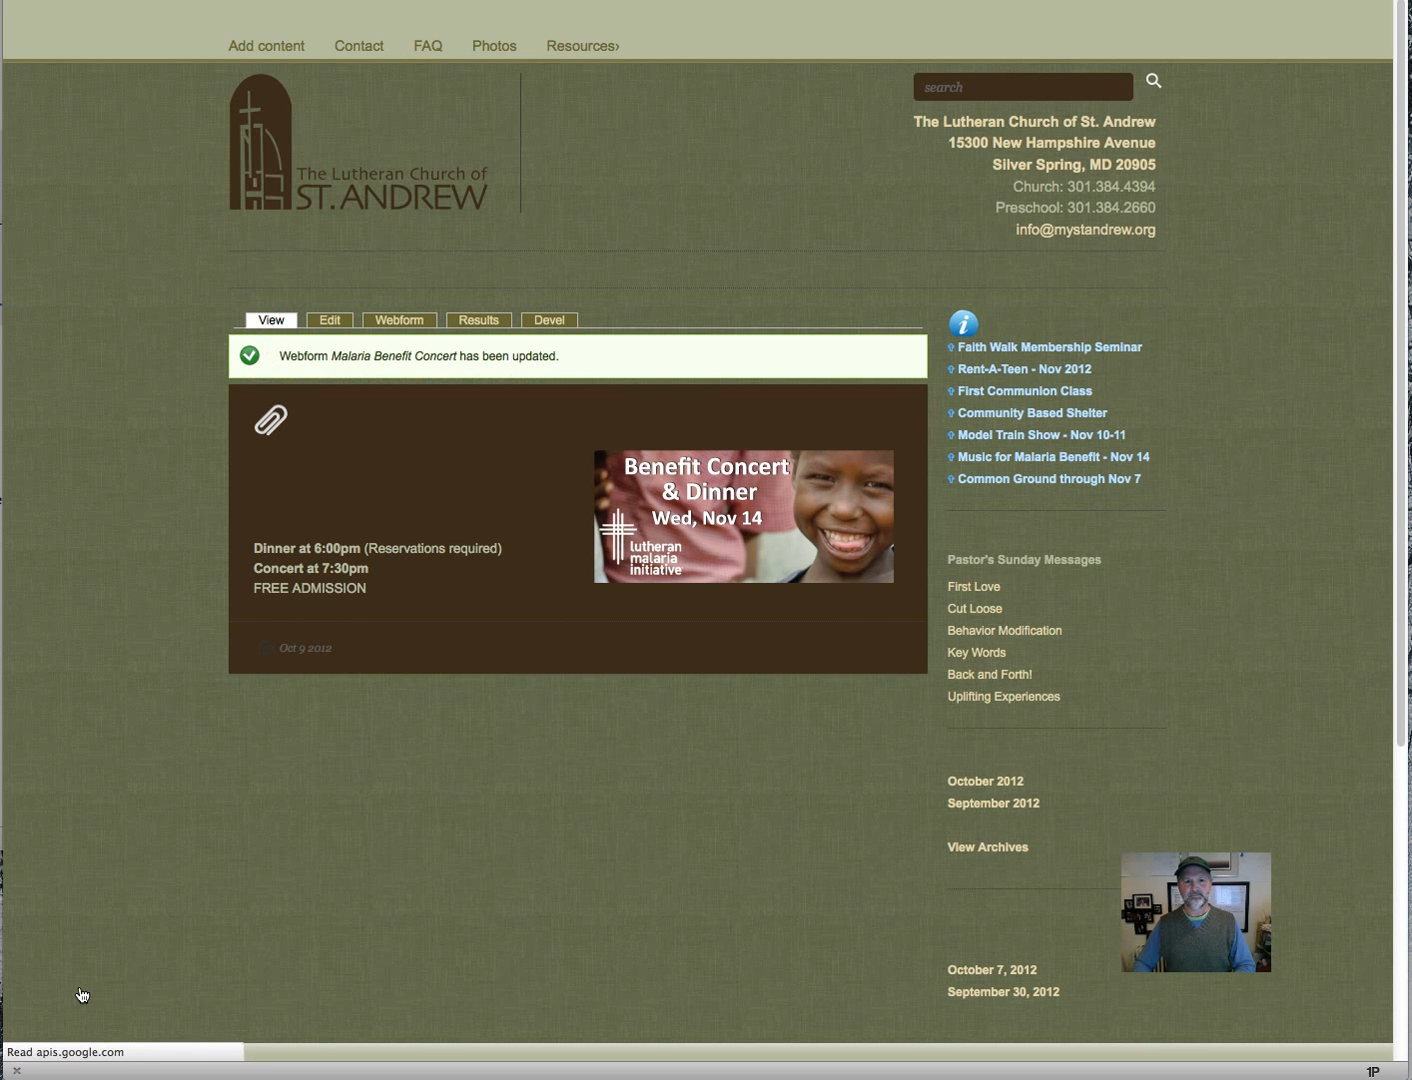 Add content Contact FAQ Photos Resources›
search
The Lutheran Church of
ST. ANDREW
The Lutheran Church of St. Andrew
15300 New Hampshire Avenue
Silver Spring, MD 20905
Church: 301.384.4394
Preschool: 301.384.2660
info@mystandrew.org
View Edit Webform Results Devel
Webform Malaria Benefit Concert has been updated.
Benefit Concert
& Dinner
Wed, Nov 14
lutheran
malaria
initiative
Dinner at 6:00pm (Reservations required)
Concert at 7:30pm
FREE ADMISSION
Oct 9 2012
Faith Walk Membership Seminar
Rent-A-Teen - Nov 2012
First Communion Class
Community Based Shelter
Model Train Show - Nov 10-11
Music for Malaria Benefit - Nov 14
Common Ground through Nov 7
Pastor's Sunday Messages
First Love
Cut Loose
Behavior Modification
Key Words
Back and Forth!
Uplifting Experiences
October 2012
September 2012
View Archives
October 7, 2012
September 30, 2012
Read apis.google.com
1P